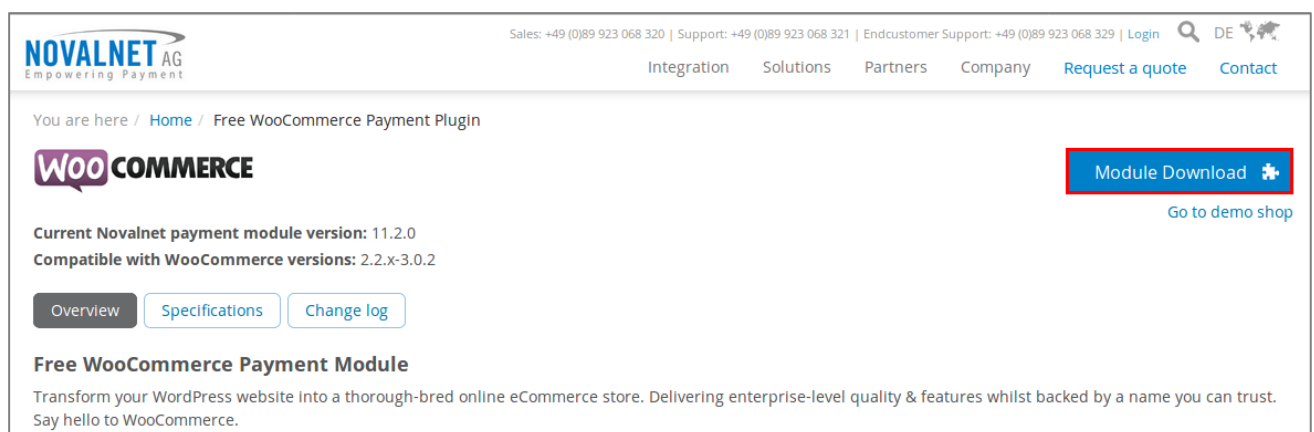 Sales: +49 (0)89 923 068 320 | Support: +49 (0)89 923 068 321 | Endcustomer Support: +49 (0)89 923 068 329 | Login DE
NOVALNET AG
Empowering Payment
Integration Solutions Partners Company Request a quote Contact
You are here / Home / Free WooCommerce Payment Plugin
WOO COMMERCE
Module Download
Go to demo shop
Current Novalnet payment module version: 11.2.0
Compatible with WooCommerce versions: 2.2.x-3.0.2
Overview Specifications Change log
Free WooCommerce Payment Module
Transform your WordPress website into a thorough-bred online eCommerce store. Delivering enterprise-level quality & features whilst backed by a name you can trust.
Say hello to WooCommerce.